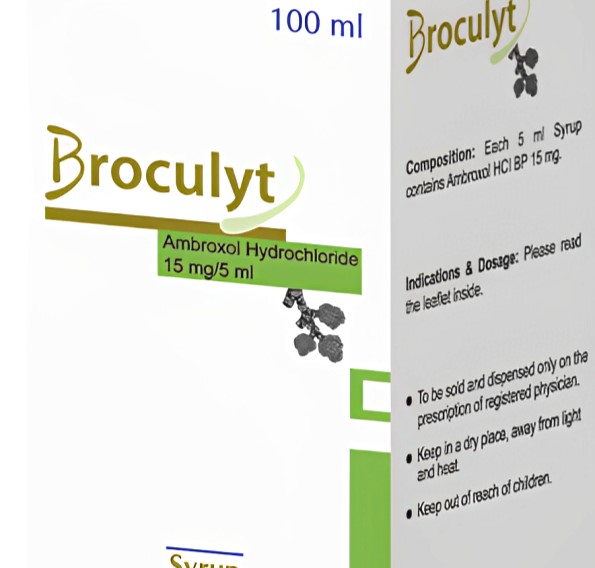 100 ml
Broculyt
Ambroxol Hydrochloride
15 mg/5 ml
Syrup
Broculyt
Composition: Each 5 ml Syrup
contains Ambroxol HCl BP 15 mg.
Indications & Dosage: Please read
the leaflet inside.
• To be sold and dispensed only on the
prescription of registered physician.
• Keep in a dry place, away from light
and heat.
• Keep out of reach of children.